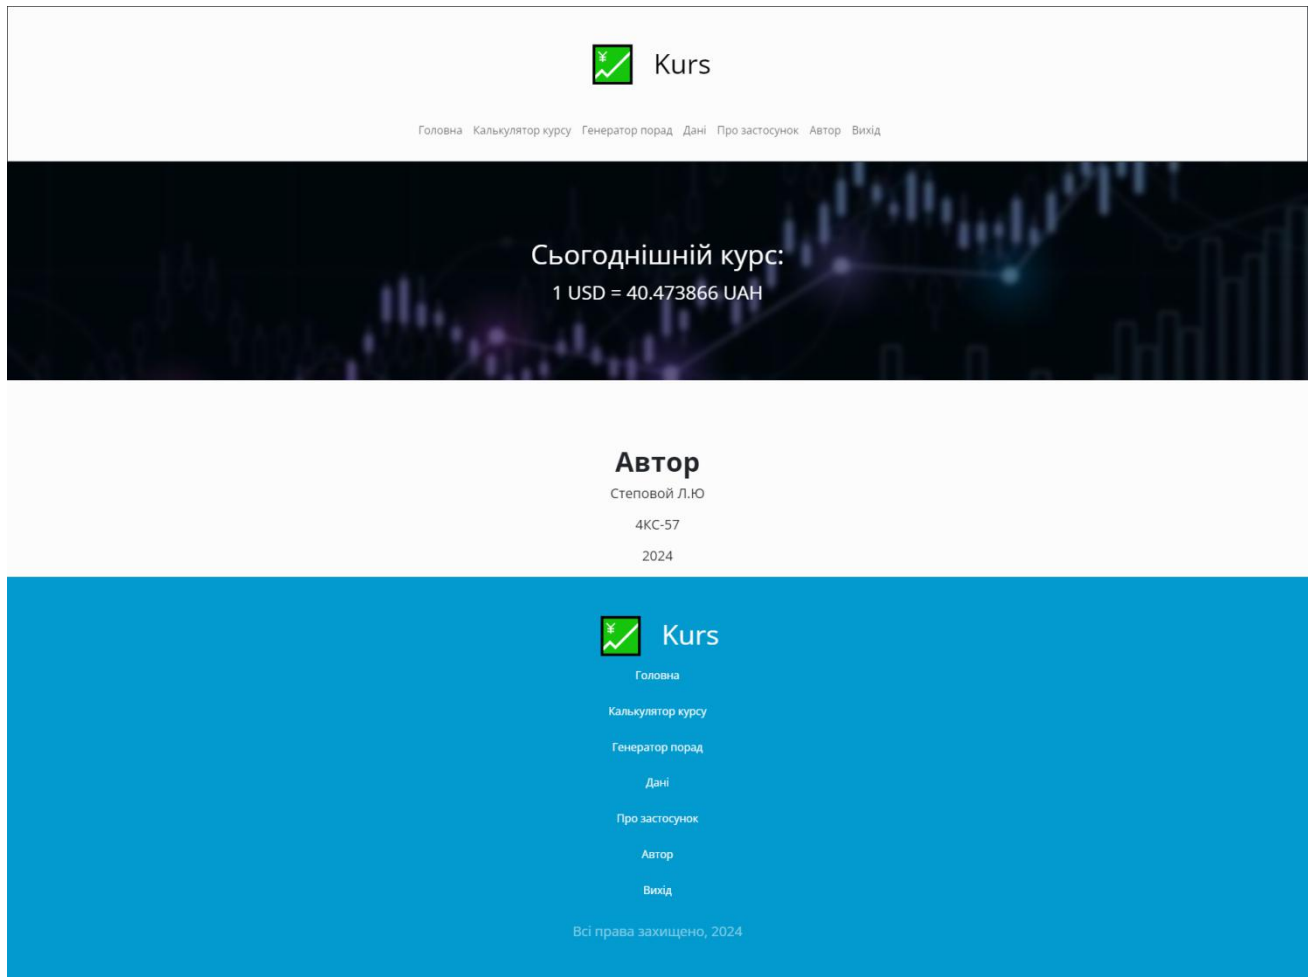 ¥ Kurs
Головна Калькулятор курсу Генератор порад Дані Про застосунок Автор Вихід
Сьогоднішній курс:
1 USD = 40.473866 UAH
Автор
Степовой Л.Ю
4КС-57
2024
¥ Kurs
Головна
Калькулятор курсу
Генератор порад
Дані
Про застосунок
Автор
Вихід
Всі права захищено, 2024